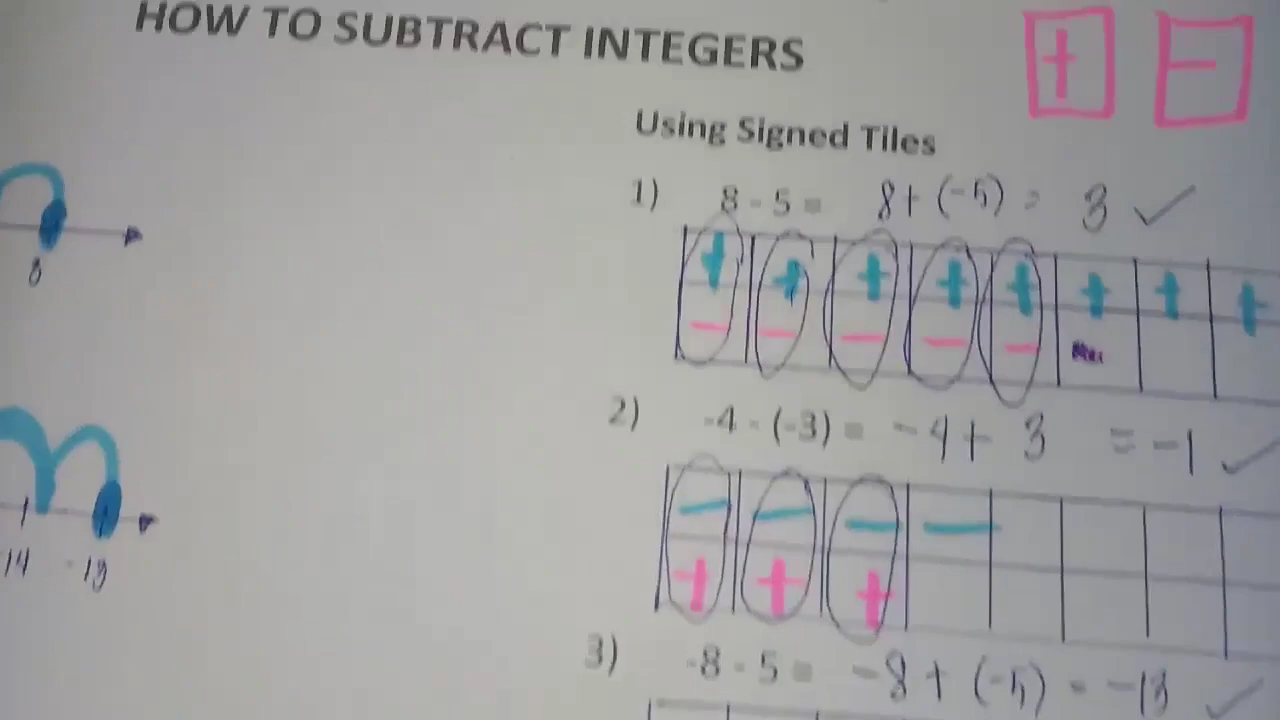 HOW TO SUBTRACT INTEGERS
+ -
Using Signed Tiles
1) 8 - 5 = 8 + (-5) = 3 ✓
+ + + + + + + +
- - - - -
8
2) -4 - (-3) = -4 + 3 = -1 ✓
- - - -
+ + +
-14 -13
3) -8 - 5 = -8 + (-5) = -13 ✓